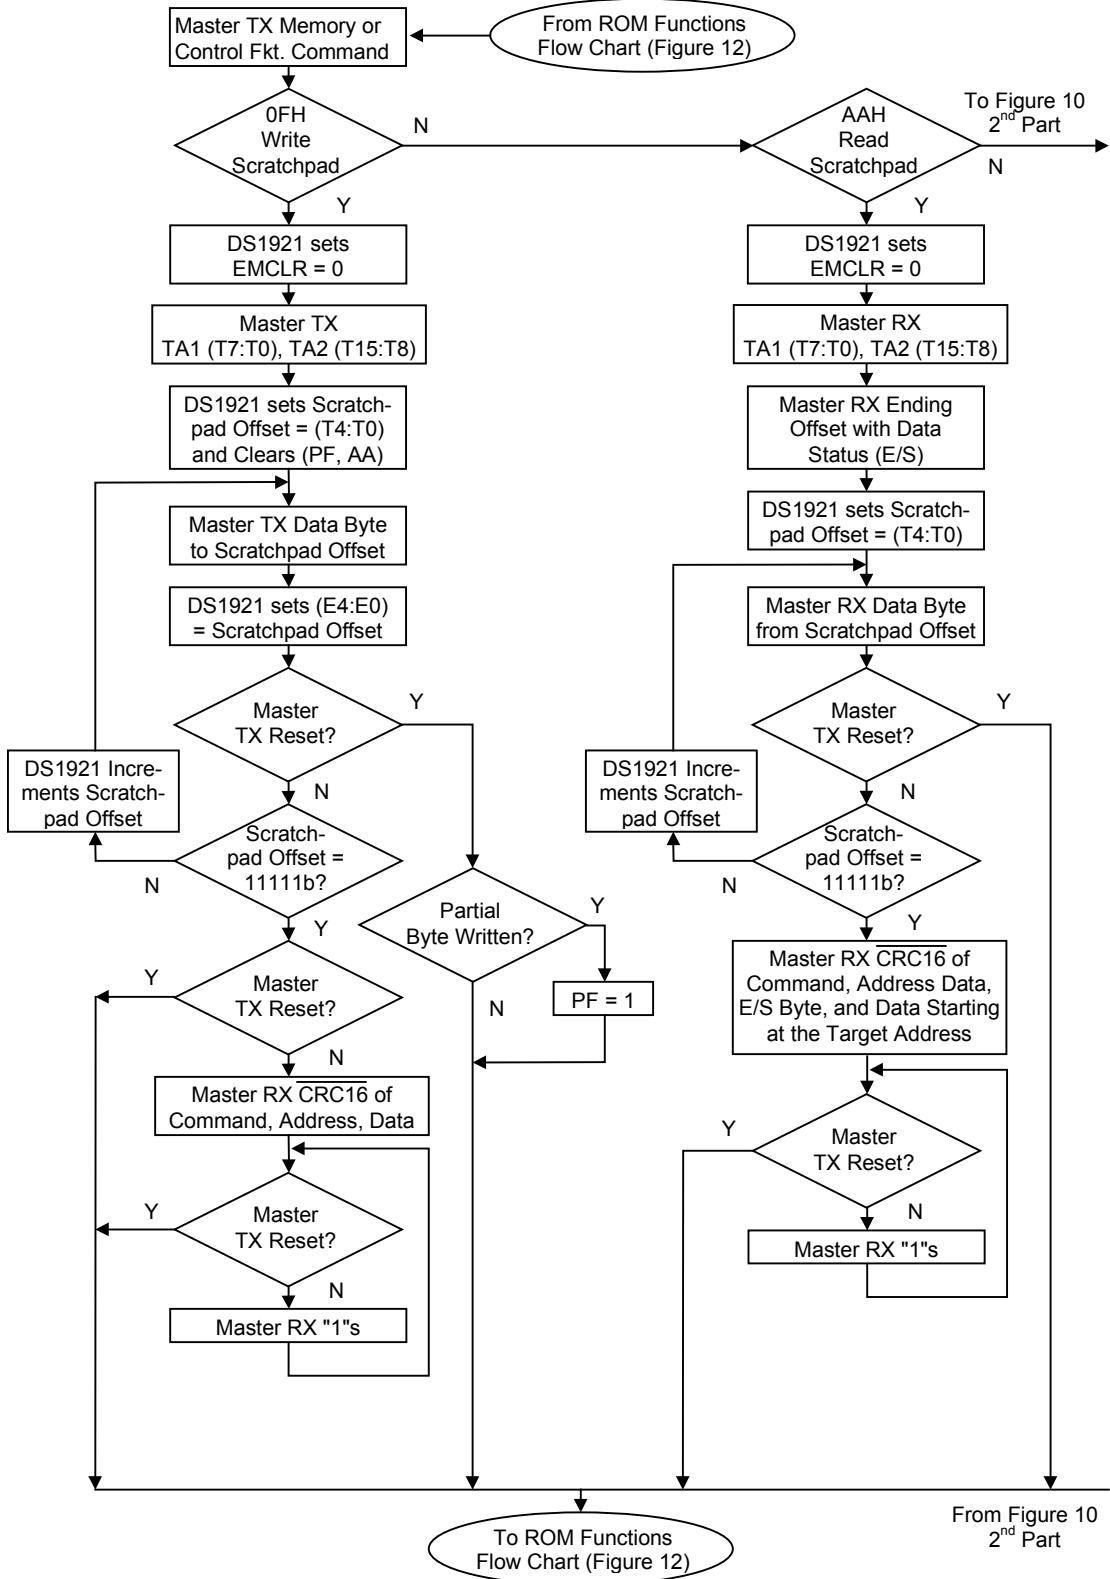 Master TX Memory or
Control Fkt. Command
From ROM Functions
Flow Chart (Figure 12)
0FH
Write
Scratchpad
N
Y
AAH
Read
Scratchpad
To Figure 10
2nd Part
N
Y
DS1921 sets
EMCLR = 0
Master TX
TA1 (T7:T0), TA2 (T15:T8)
DS1921 sets Scratch-
pad Offset = (T4:T0)
and Clears (PF, AA)
Master TX Data Byte
to Scratchpad Offset
DS1921 sets (E4:E0)
= Scratchpad Offset
Master
TX Reset?
Y
N
DS1921 Incre-
ments Scratch-
pad Offset
Scratch-
pad Offset =
11111b?
N
Y
Partial
Byte Written?
Y
N
PF = 1
Master
TX Reset?
Y
N
Master RX CRC16 of
Command, Address, Data
Master
TX Reset?
Y
N
Master RX "1"s
DS1921 sets
EMCLR = 0
Master RX
TA1 (T7:T0), TA2 (T15:T8)
Master RX Ending
Offset with Data
Status (E/S)
DS1921 sets Scratch-
pad Offset = (T4:T0)
Master RX Data Byte
from Scratchpad Offset
Master
TX Reset?
Y
N
DS1921 Incre-
ments Scratch-
pad Offset
Scratch-
pad Offset =
11111b?
N
Y
Master RX CRC16 of
Command, Address Data,
E/S Byte, and Data Starting
at the Target Address
Master
TX Reset?
Y
N
Master RX "1"s
To ROM Functions
Flow Chart (Figure 12)
From Figure 10
2nd Part